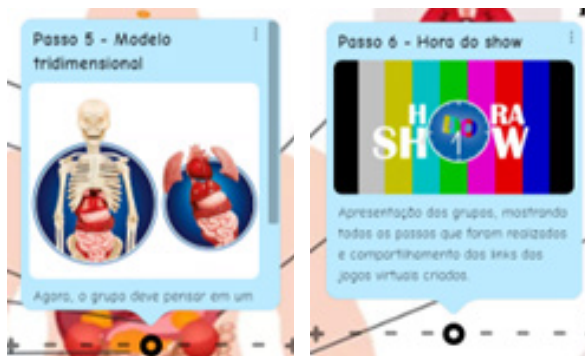 Passo 5 - Modelo
tridimensional
Agora, o grupo deve pensar em um
Passo 6 - Hora do show
HORA
DO
SHOW
Apresentação dos grupos, mostrando
todos os passos que foram realizados
e compartilhamento dos links dos
jogos virtuais criados.